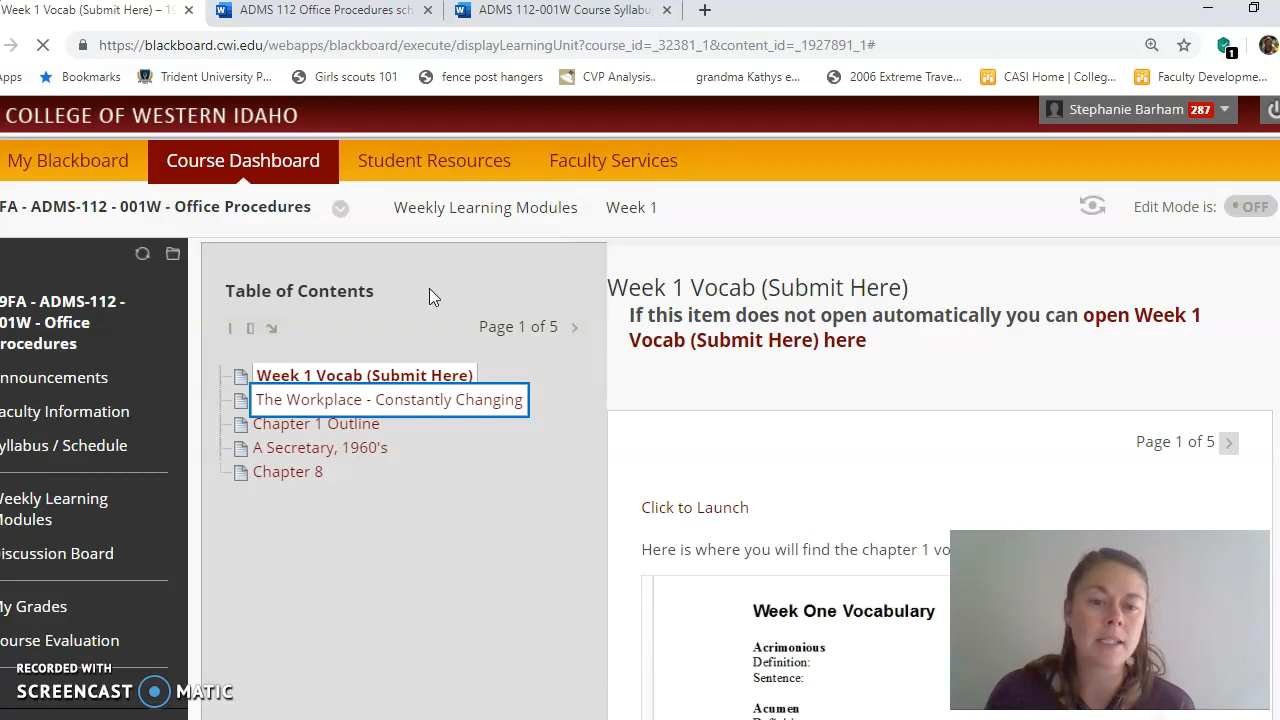 Week 1 Vocab (Submit Here) – 19
ADMS 112 Office Procedures sch
ADMS 112-001W Course Syllabu
https://blackboard.cwi.edu/webapps/blackboard/execute/displayLearningUnit?course_id=_32381_1&content_id=_1927891_1#
1
Apps
Bookmarks
Trident University P...
Girls scouts 101
fence post hangers
CVP Analysis...
grandma Kathys e...
2006 Extreme Trave...
CASI Home | Colleg...
Faculty Developme...
COLLEGE OF WESTERN IDAHO
Stephanie Barham 287
My Blackboard
Course Dashboard
Student Resources
Faculty Services
FA - ADMS-112 - 001W - Office Procedures
Weekly Learning Modules
Week 1
Edit Mode is:
OFF
9FA - ADMS-112 -
01W - Office
rocedures
nnouncements
aculty Information
yllabus / Schedule
Weekly Learning
Modules
iscussion Board
My Grades
ourse Evaluation
Table of Contents
Page 1 of 5
Week 1 Vocab (Submit Here)
The Workplace - Constantly Changing
Chapter 1 Outline
A Secretary, 1960's
Chapter 8
Week 1 Vocab (Submit Here)
If this item does not open automatically you can open Week 1
Vocab (Submit Here) here
Page 1 of 5
Click to Launch
Here is where you will find the chapter 1 vo
Week One Vocabulary
Acrimonious
Definition:
Sentence:
Acumen
RECORDED WITH
SCREENCAST MATIC